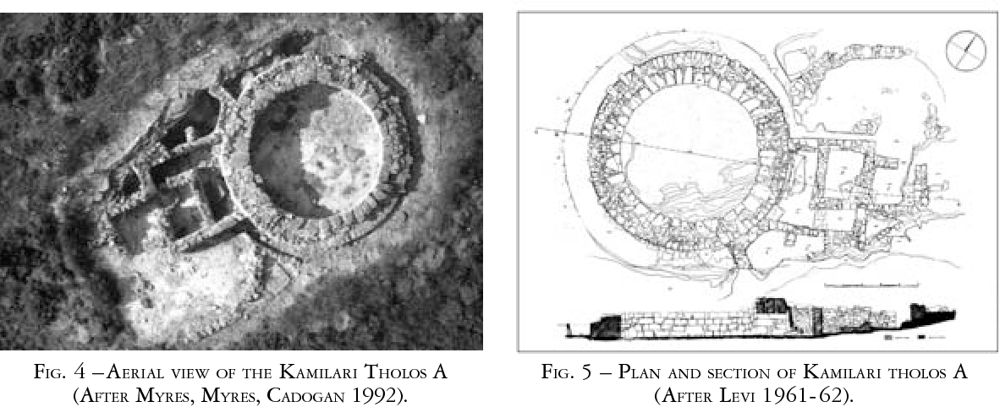 Fig. 4 –Aerial view of the Kamilari Tholos A
(After Myres, Myres, Cadogan 1992).
Fig. 5 – Plan and section of Kamilari tholos A
(After Levi 1961-62).